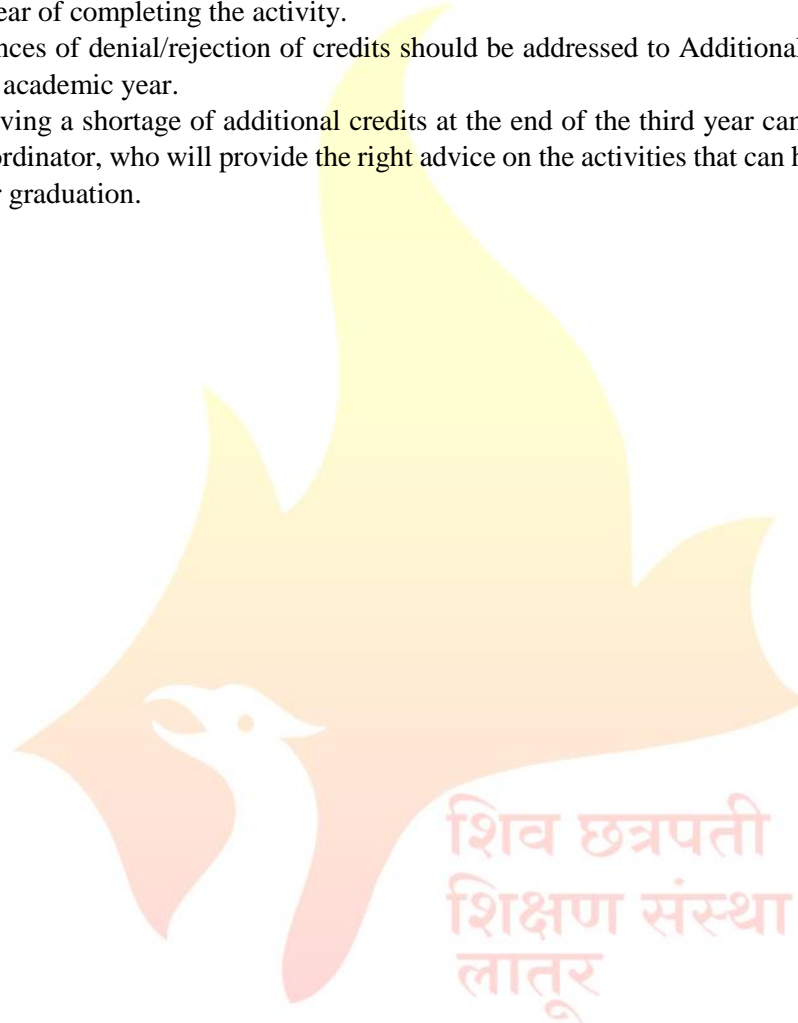 ear of completing the activity.
nces of denial/rejection of credits should be addressed to Additional
academic year.
ving a shortage of additional credits at the end of the third year can
ordinator, who will provide the right advice on the activities that can h
r graduation.
शिव छत्रपती
शिक्षण संस्था
लातूर